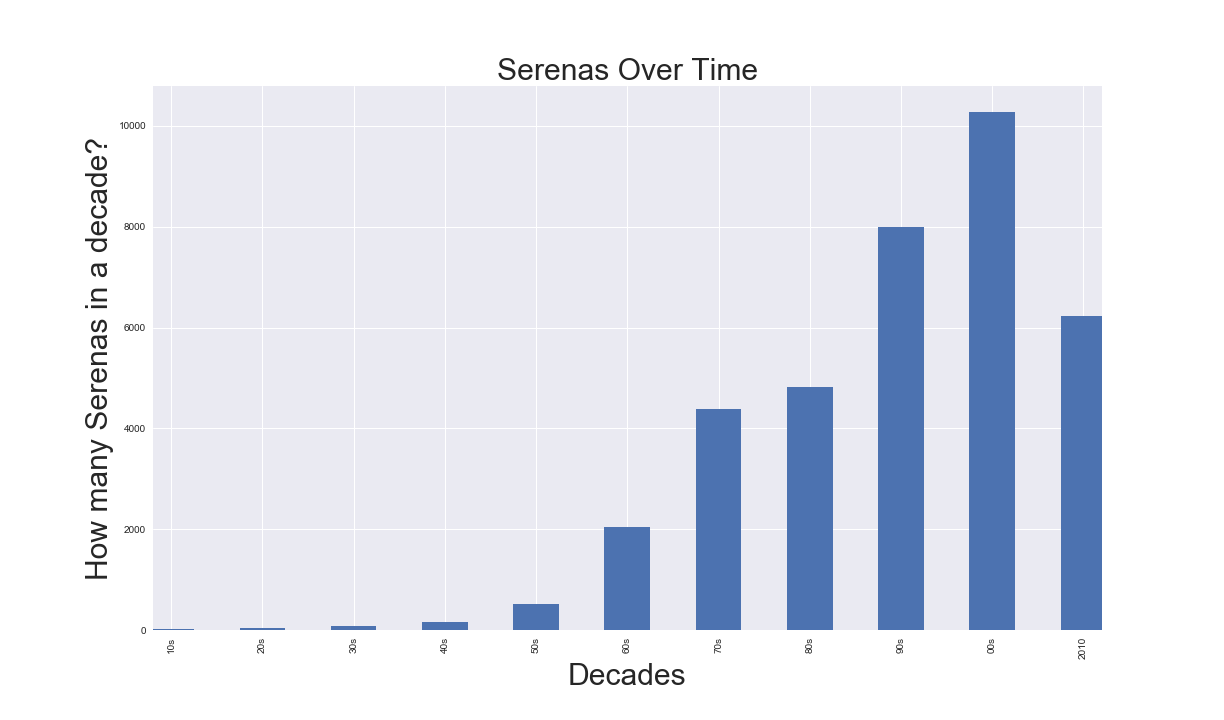 Serenas Over Time
How many Serenas in a decade?
10000
8000
6000
4000
2000
0
10s
20s
30s
40s
50s
60s
70s
80s
90s
00s
2010
Decades